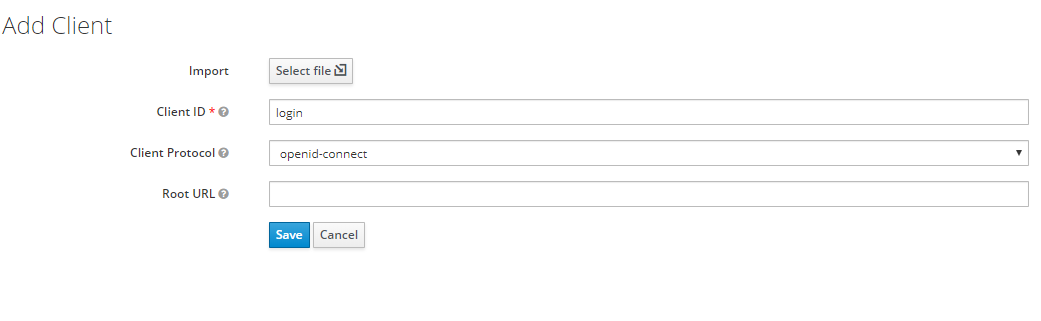 Add Client
Import Select file
Client ID * login
Client Protocol openid-connect
Root URL
Save Cancel